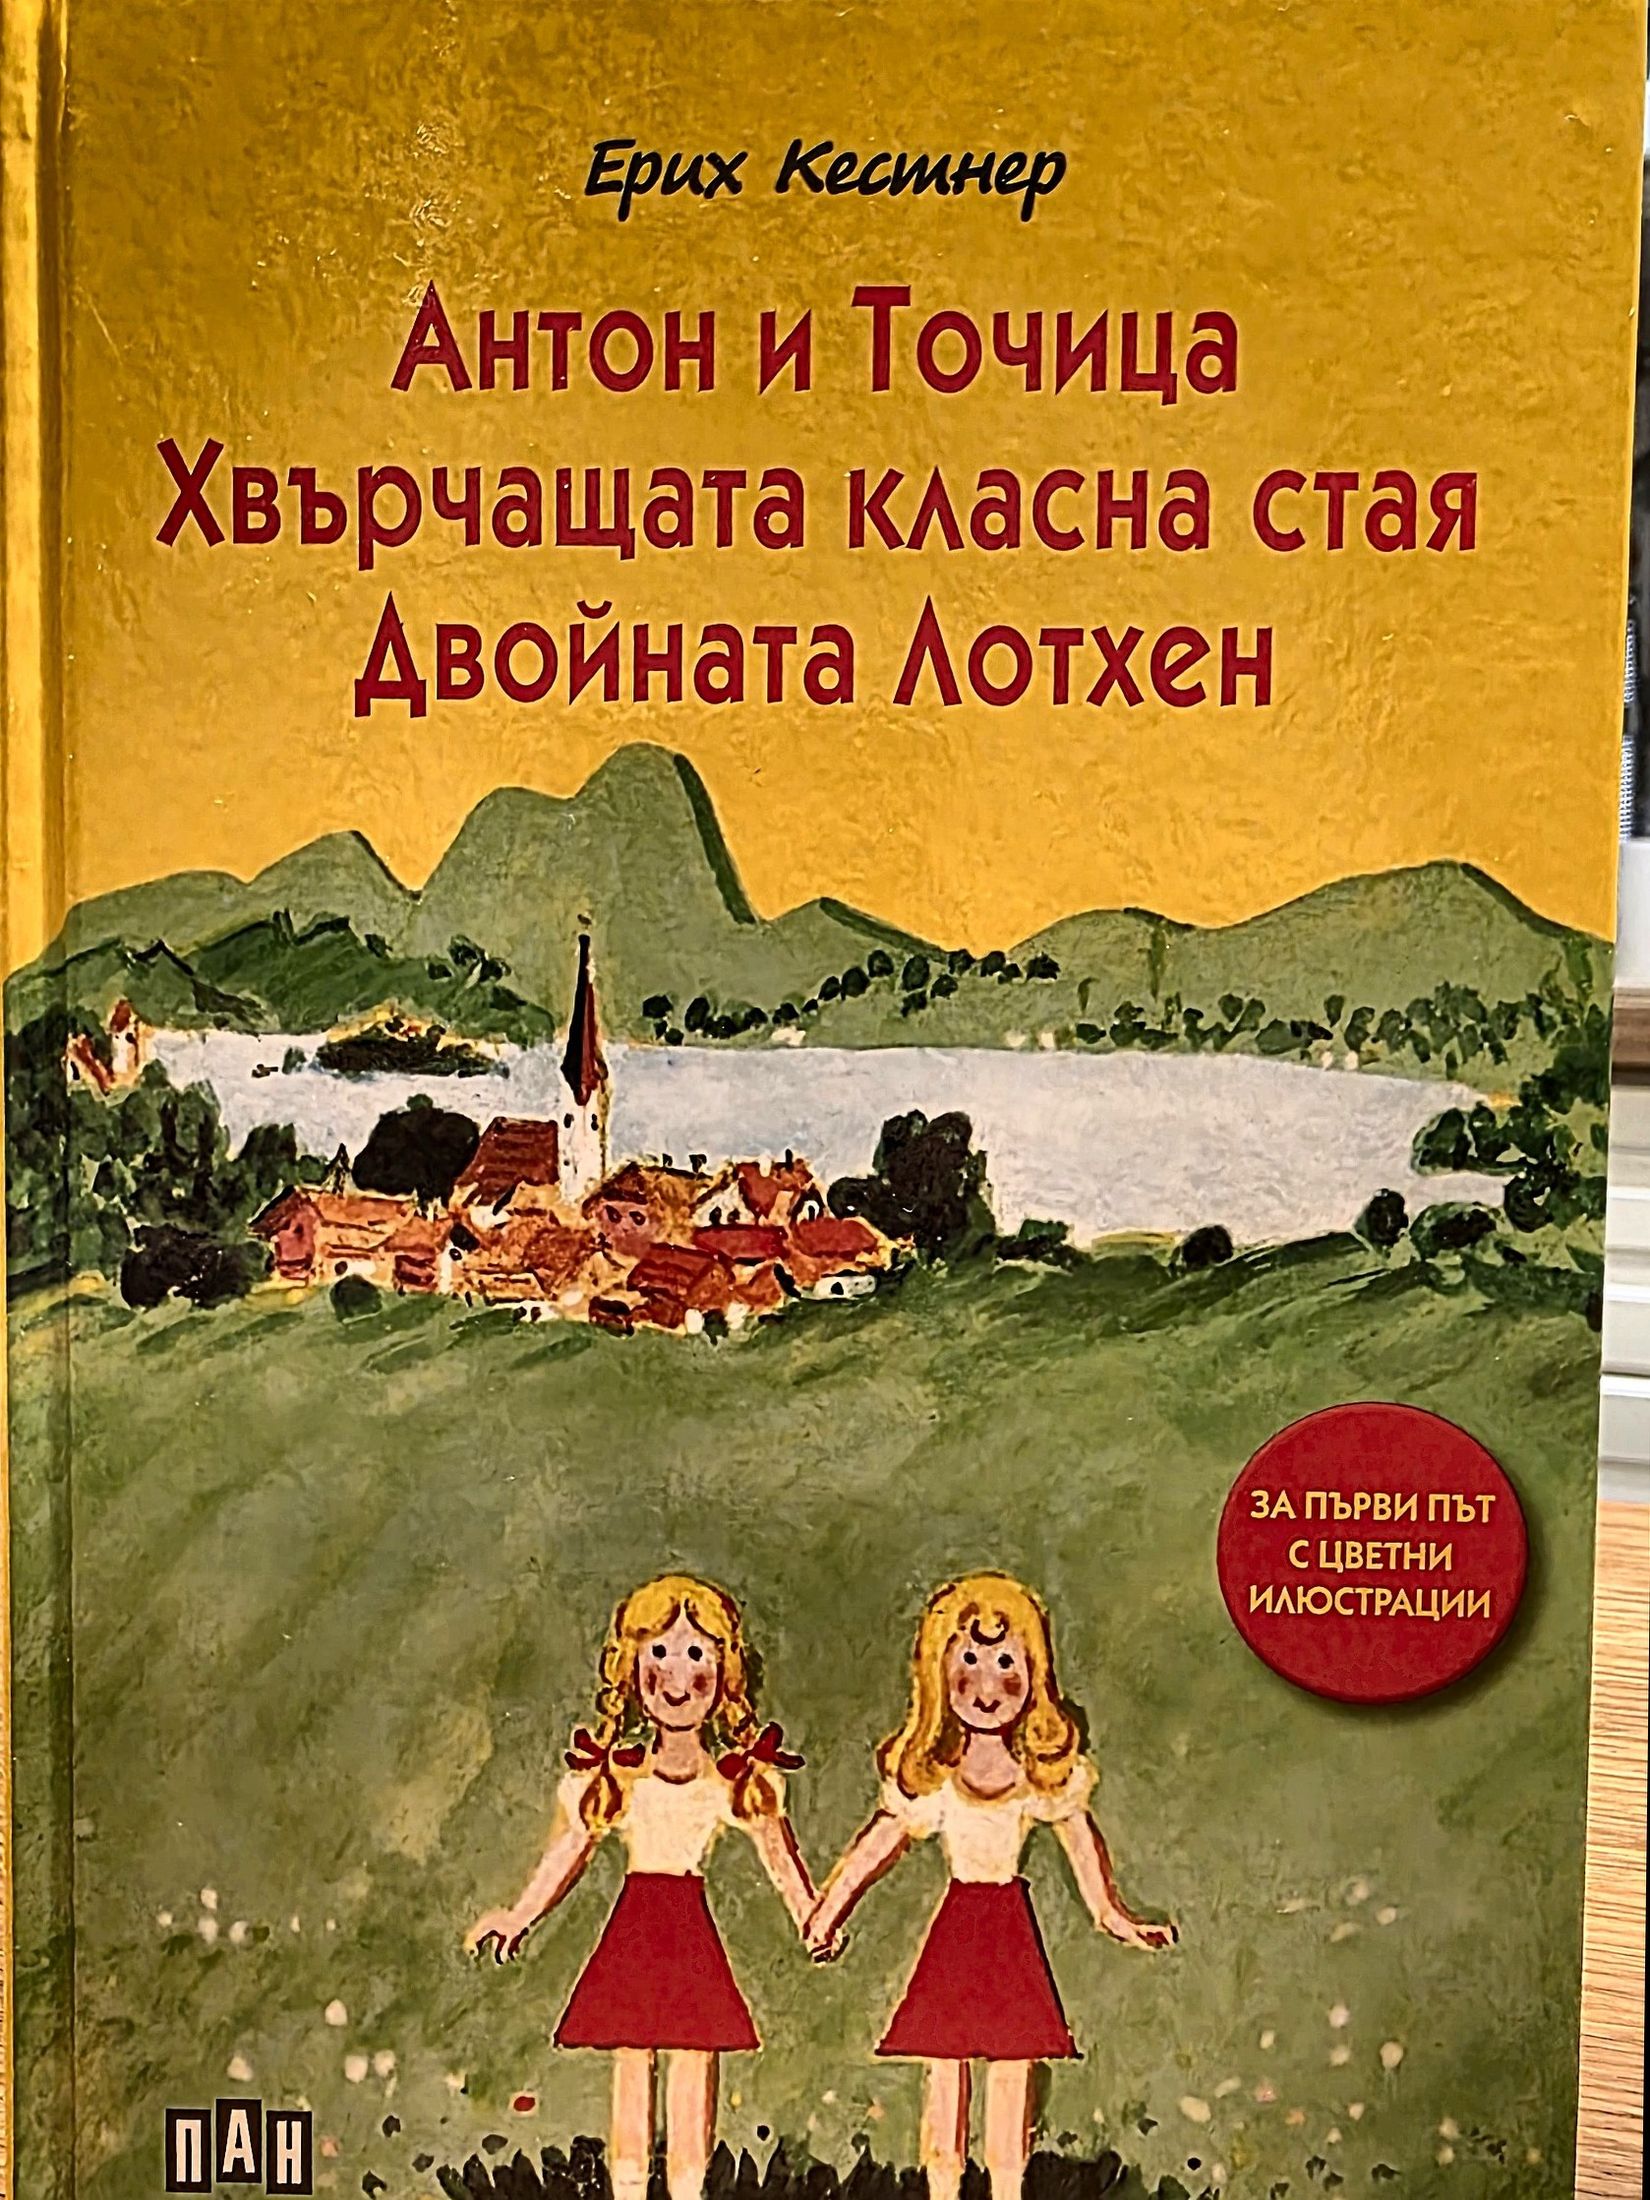 Ерих Кестнер
Антон и Точица
Хвърчащата класна стая
Двойната Лотхен
ЗА ПЪРВИ ПЪТ
С ЦВЕТНИ
ИЛЮСТРАЦИИ
ПАН